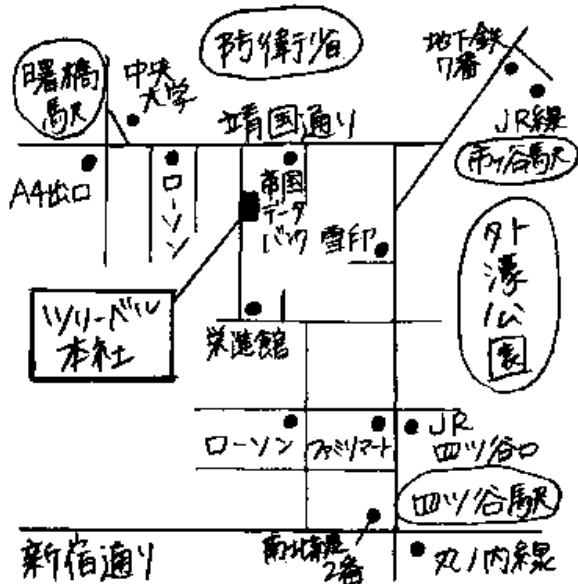 防衛省
地下鉄
7番
曙橋
駅
中央
大学
靖国通り
JR線
市ヶ谷駅
A4出口
ローソン
帝国
データ
バンク
雪印
外濠公園
ツリーベル
本社
栄進館
ローソン
ファミリマート
JR
四ツ谷口
四ツ谷駅
新宿通り
南北線
2番
丸ノ内線